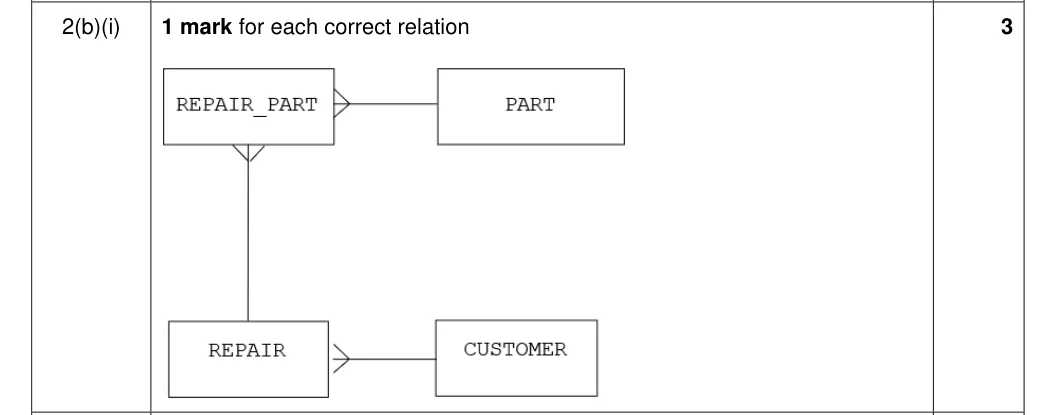 2(b)(i)
1 mark for each correct relation
3
REPAIR_PART
PART
REPAIR
CUSTOMER